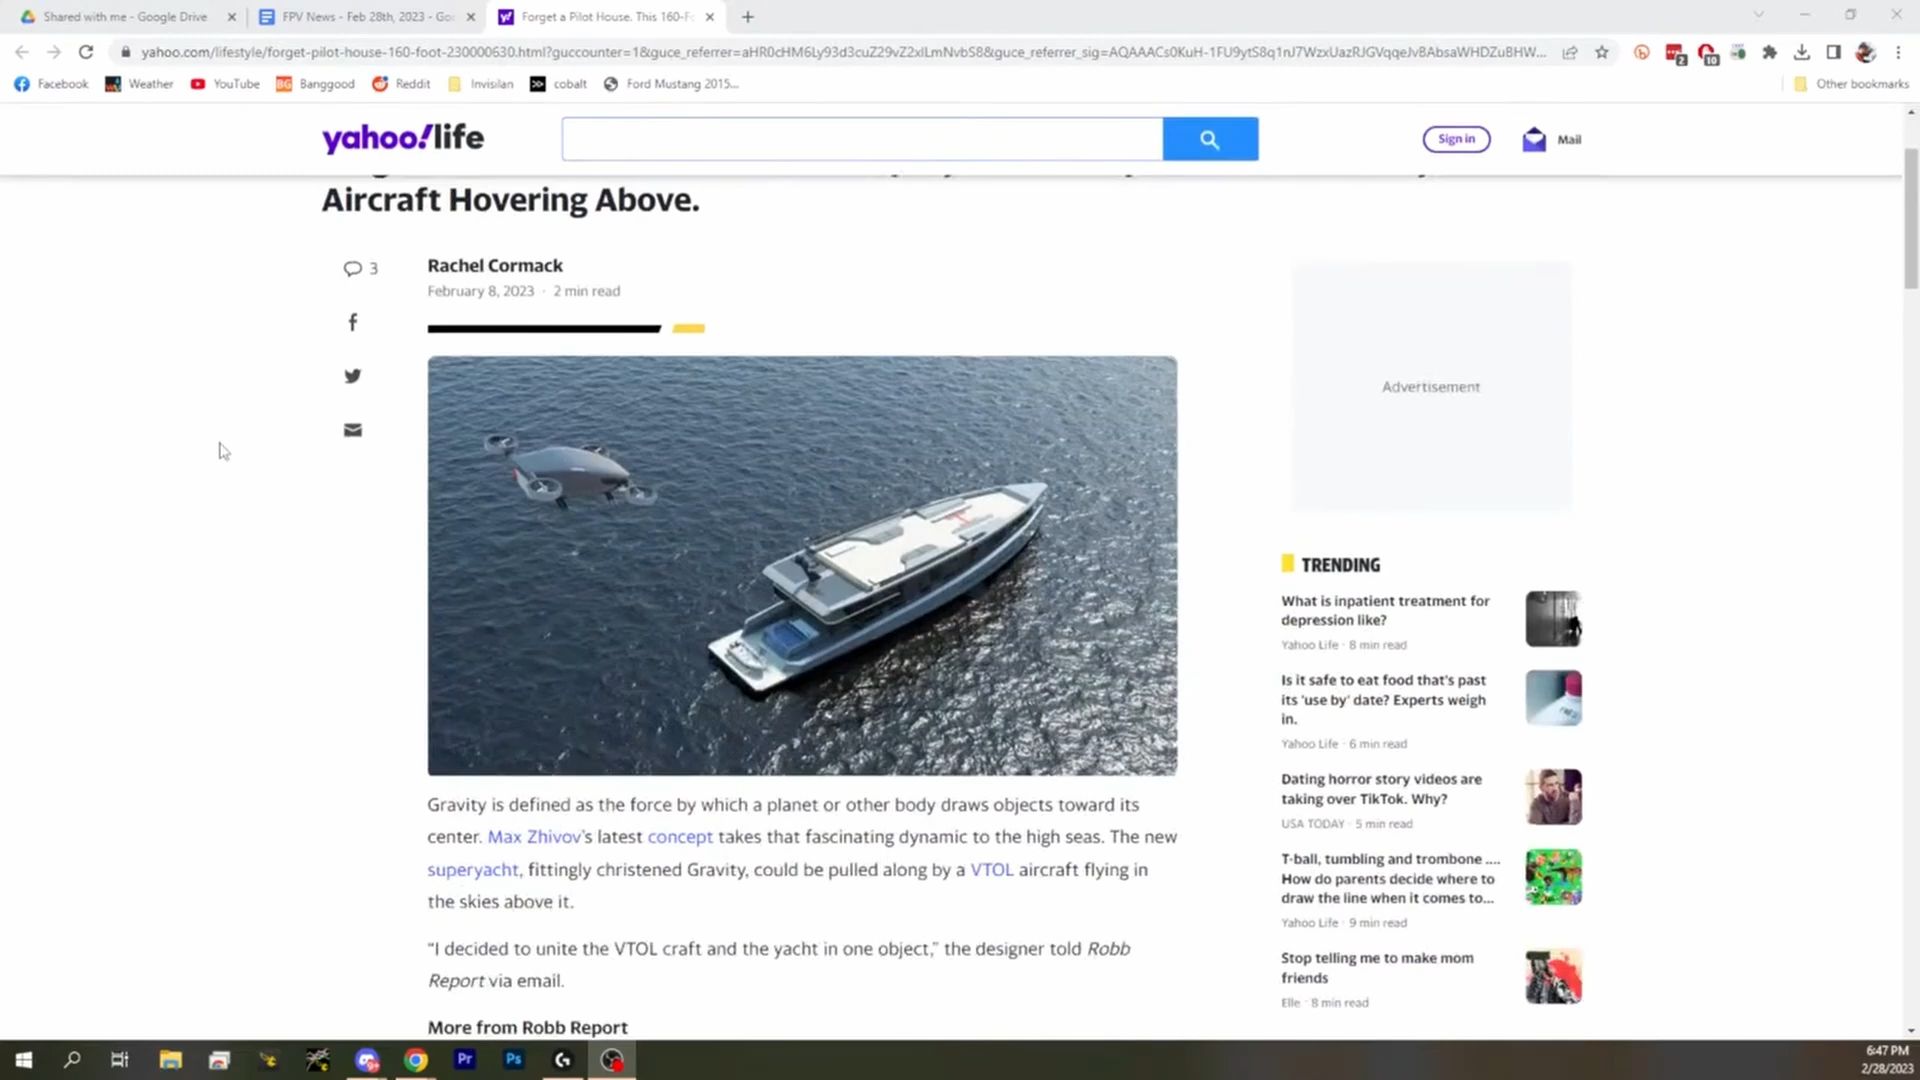 Shared with me - Google Drive
FPV News - Feb 28th, 2023 - Go
Forget a Pilot House. This 160-F
yahoo.com/lifestyle/forget-pilot-house-160-foot-230000630.html?guccounter=1&guce_referrer=aHR0cHM6Ly93d3cuZ29vZ2xlLmNvbS8&guce_referrer_sig=AQAAACs0KuH-1FU9ytS8q1nJ7WzxUazRJGVqqeJvBAbsaWHDZuBHW...
2
10
Facebook
Weather
YouTube
BG
Banggood
Reddit
Invisilan
cobalt
Ford Mustang 2015...
Other bookmarks
yahoo!life
Sign in
Mail
Aircraft Hovering Above.
3
Rachel Cormack
February 8, 2023 · 2 min read
Advertisement
Gravity is defined as the force by which a planet or other body draws objects toward its
center. Max Zhivov's latest concept takes that fascinating dynamic to the high seas. The new
superyacht, fittingly christened Gravity, could be pulled along by a VTOL aircraft flying in
the skies above it.
“I decided to unite the VTOL craft and the yacht in one object,” the designer told Robb
Report via email.
More from Robb Report
TRENDING
What is inpatient treatment for
depression like?
Yahoo Life · 8 min read
Is it safe to eat food that's past
its 'use by' date? Experts weigh
in.
Yahoo Life · 6 min read
Dating horror story videos are
taking over TikTok. Why?
USA TODAY · 5 min read
T-ball, tumbling and trombone ....
How do parents decide where to
draw the line when it comes to...
Yahoo Life · 9 min read
Stop telling me to make mom
friends
Elle · 8 min read
Pr
Ps
6:47 PM
2/28/2023